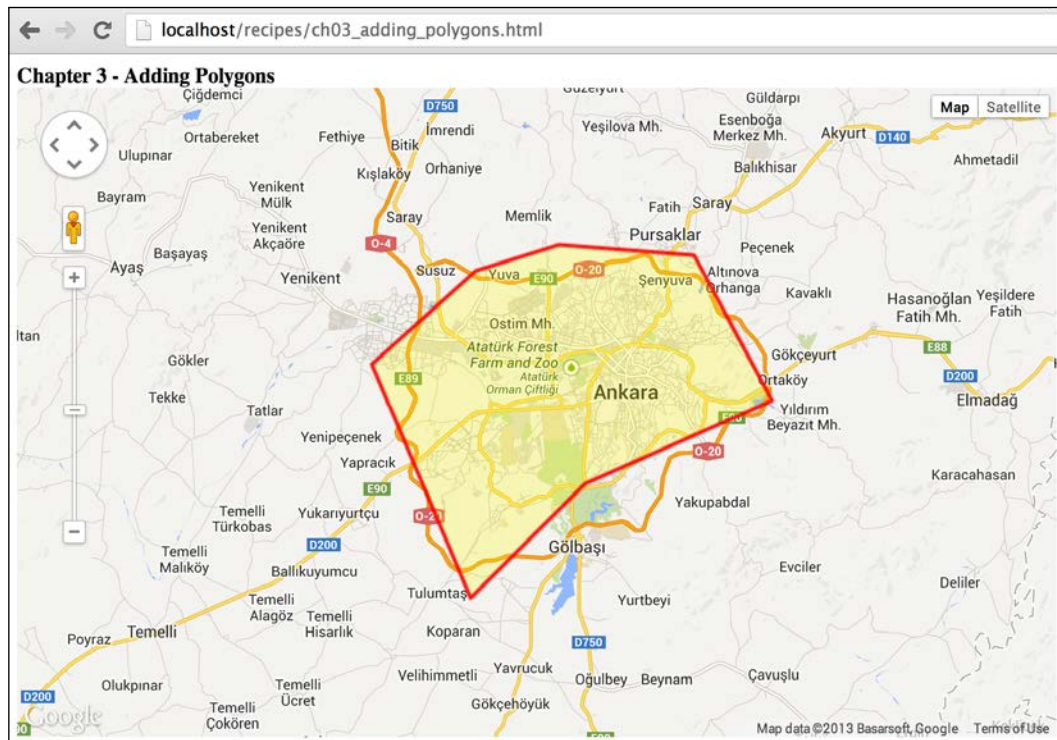 localhost/recipes/ch03_adding_polygons.html
Chapter 3 - Adding Polygons
Çiğdemci
D750
Güldarpı
Map
Satellite
Ortabereket
Fethiye
İmrendi
Bitik
Yeşilova Mh.
Esenboğa
Merkez Mh.
Akyurt
D140
Ulupınar
Kışlaköy
Orhaniye
Balıkhisar
Ahmetadil
Bayram
Yenikent
Mülk
Saray
Memlik
Fatih
Saray
Yenikent
Akçaöre
O-4
Pursaklar
Peçenek
Başayaş
Ayaş
Yenikent
Susuz
Yuva
E90
O-20
Şenyuva
Altınova
Orhanga
Kavaklı
Hasanoğlan
Fatih Mh.
Yeşildere
Fatih
ltan
Ostim Mh.
Gökler
Atatürk Forest
Farm and Zoo
Atatürk
Orman Çiftliği
Gökçeyurt
E88
D200
E89
Ankara
Ortaköy
Elmadağ
Tekke
Tatlar
Yıldırım
Beyazıt Mh.
Yenipeçenek
O-20
Yapracık
Karacahasan
E90
Yakupabdal
Temelli
Türkobas
Yukarıyurtçu
O-20
D200
Gölbaşı
Temelli
Malıköy
Ballıkuyumcu
Evciler
Deliler
Temelli
Alagöz
Tulumtaş
Yurtbeyi
Poyraz
Temelli
Temelli
Hisarlık
Koparan
D750
Velihimmetli
Yavrucuk
Oğulbey
Beynam
Çavuşlu
Olukpınar
Temelli
Ücret
D200
Gökçehöyük
Google
Temelli
Çokören
Map data ©2013 Basarsoft, Google
Terms of Use